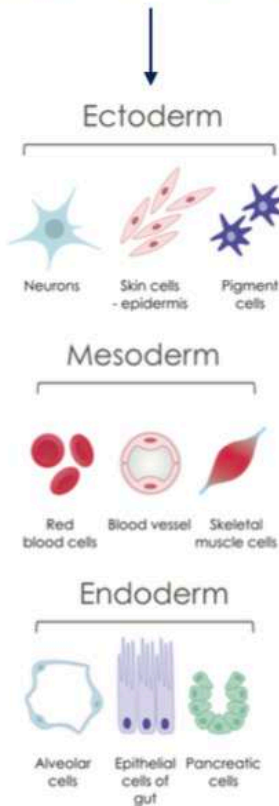 Ectoderm
Neurons
Skin cells
- epidermis
Pigment
cells
Mesoderm
Red
blood cells
Blood vessel
Skeletal
muscle cells
Endoderm
Alveolar
cells
Epithelial
cells of
gut
Pancreatic
cells